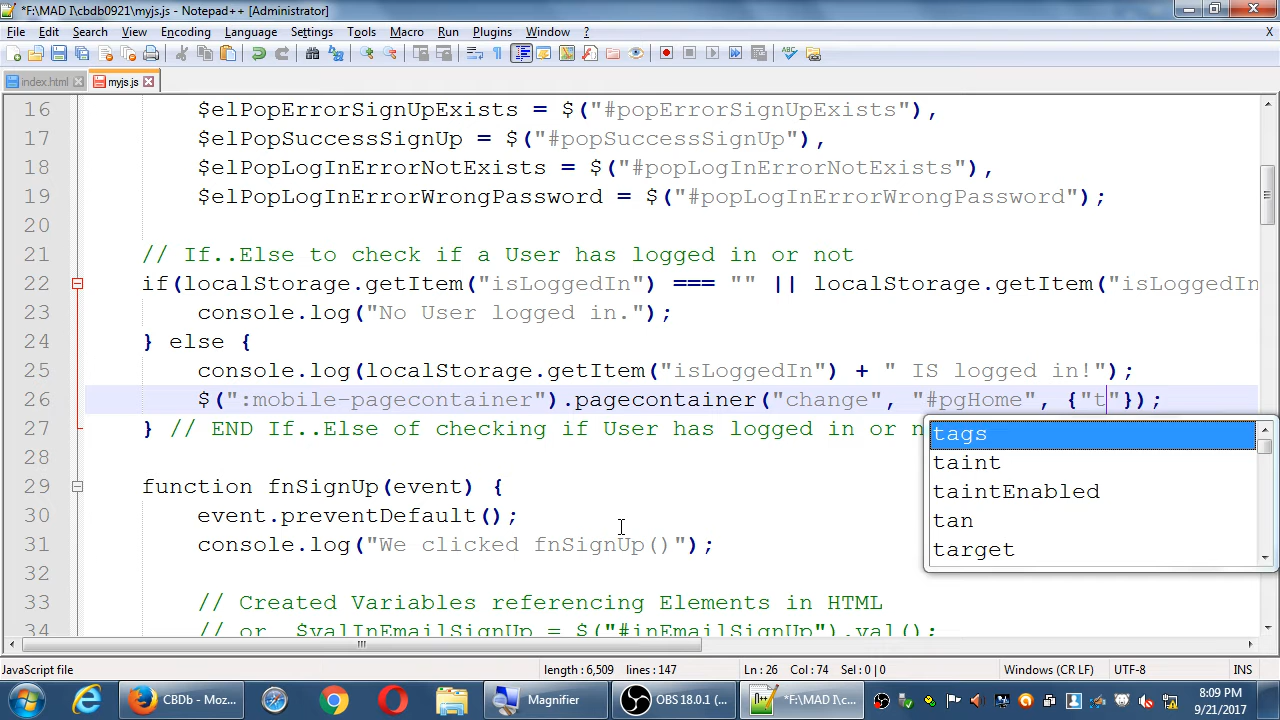 *F:\MAD I\cbdb0921\myjs.js - Notepad++ [Administrator]
File Edit Search View Encoding Language Settings Tools Macro Run Plugins Window ? X
index.html myjs.js
16 $elPopErrorSignUpExists = $("#popErrorSignUpExists"),
17 $elPopSuccessSignUp = $("#popSuccessSignUp"),
18 $elPopLogInErrorNotExists = $("#popLogInErrorNotExists"),
19 $elPopLogInErrorWrongPassword = $("#popLogInErrorWrongPassword");
20
21 // If..Else to check if a User has logged in or not
22 if(localStorage.getItem("isLoggedIn") === "" || localStorage.getItem("isLoggedIn
23 console.log("No User logged in.");
24 } else {
25 console.log(localStorage.getItem("isLoggedIn") + " IS logged in!");
26 $(":mobile-pagecontainer").pagecontainer("change", "#pgHome", {"t"});
27 } // END If..Else of checking if User has logged in or n
tags
taint
taintEnabled
tan
target
28
29 function fnSignUp(event) {
30 event.preventDefault();
31 console.log("We clicked fnSignUp()");
32
33 // Created Variables referencing Elements in HTML
34 // or $valInEmailSignUp = $("#inEmailSignUp").val();
JavaScript file length : 6,509 lines : 147 Ln : 26 Col : 74 Sel : 0 | 0 Windows (CR LF) UTF-8 INS
CBDb - Moz... Magnifier OBS 18.0.1 (... *F:\MAD I\c... 8:09 PM
9/21/2017